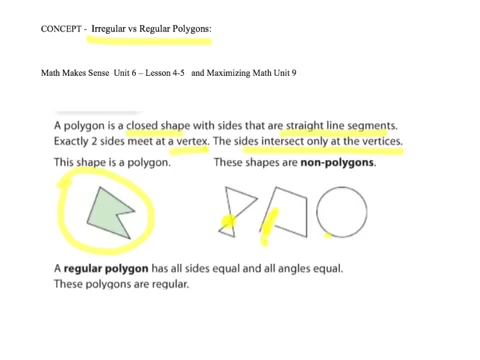 CONCEPT - Irregular vs Regular Polygons:
Math Makes Sense Unit 6 – Lesson 4-5 and Maximizing Math Unit 9
A polygon is a closed shape with sides that are straight line segments.
Exactly 2 sides meet at a vertex. The sides intersect only at the vertices.
This shape is a polygon. These shapes are non-polygons.
A regular polygon has all sides equal and all angles equal.
These polygons are regular.